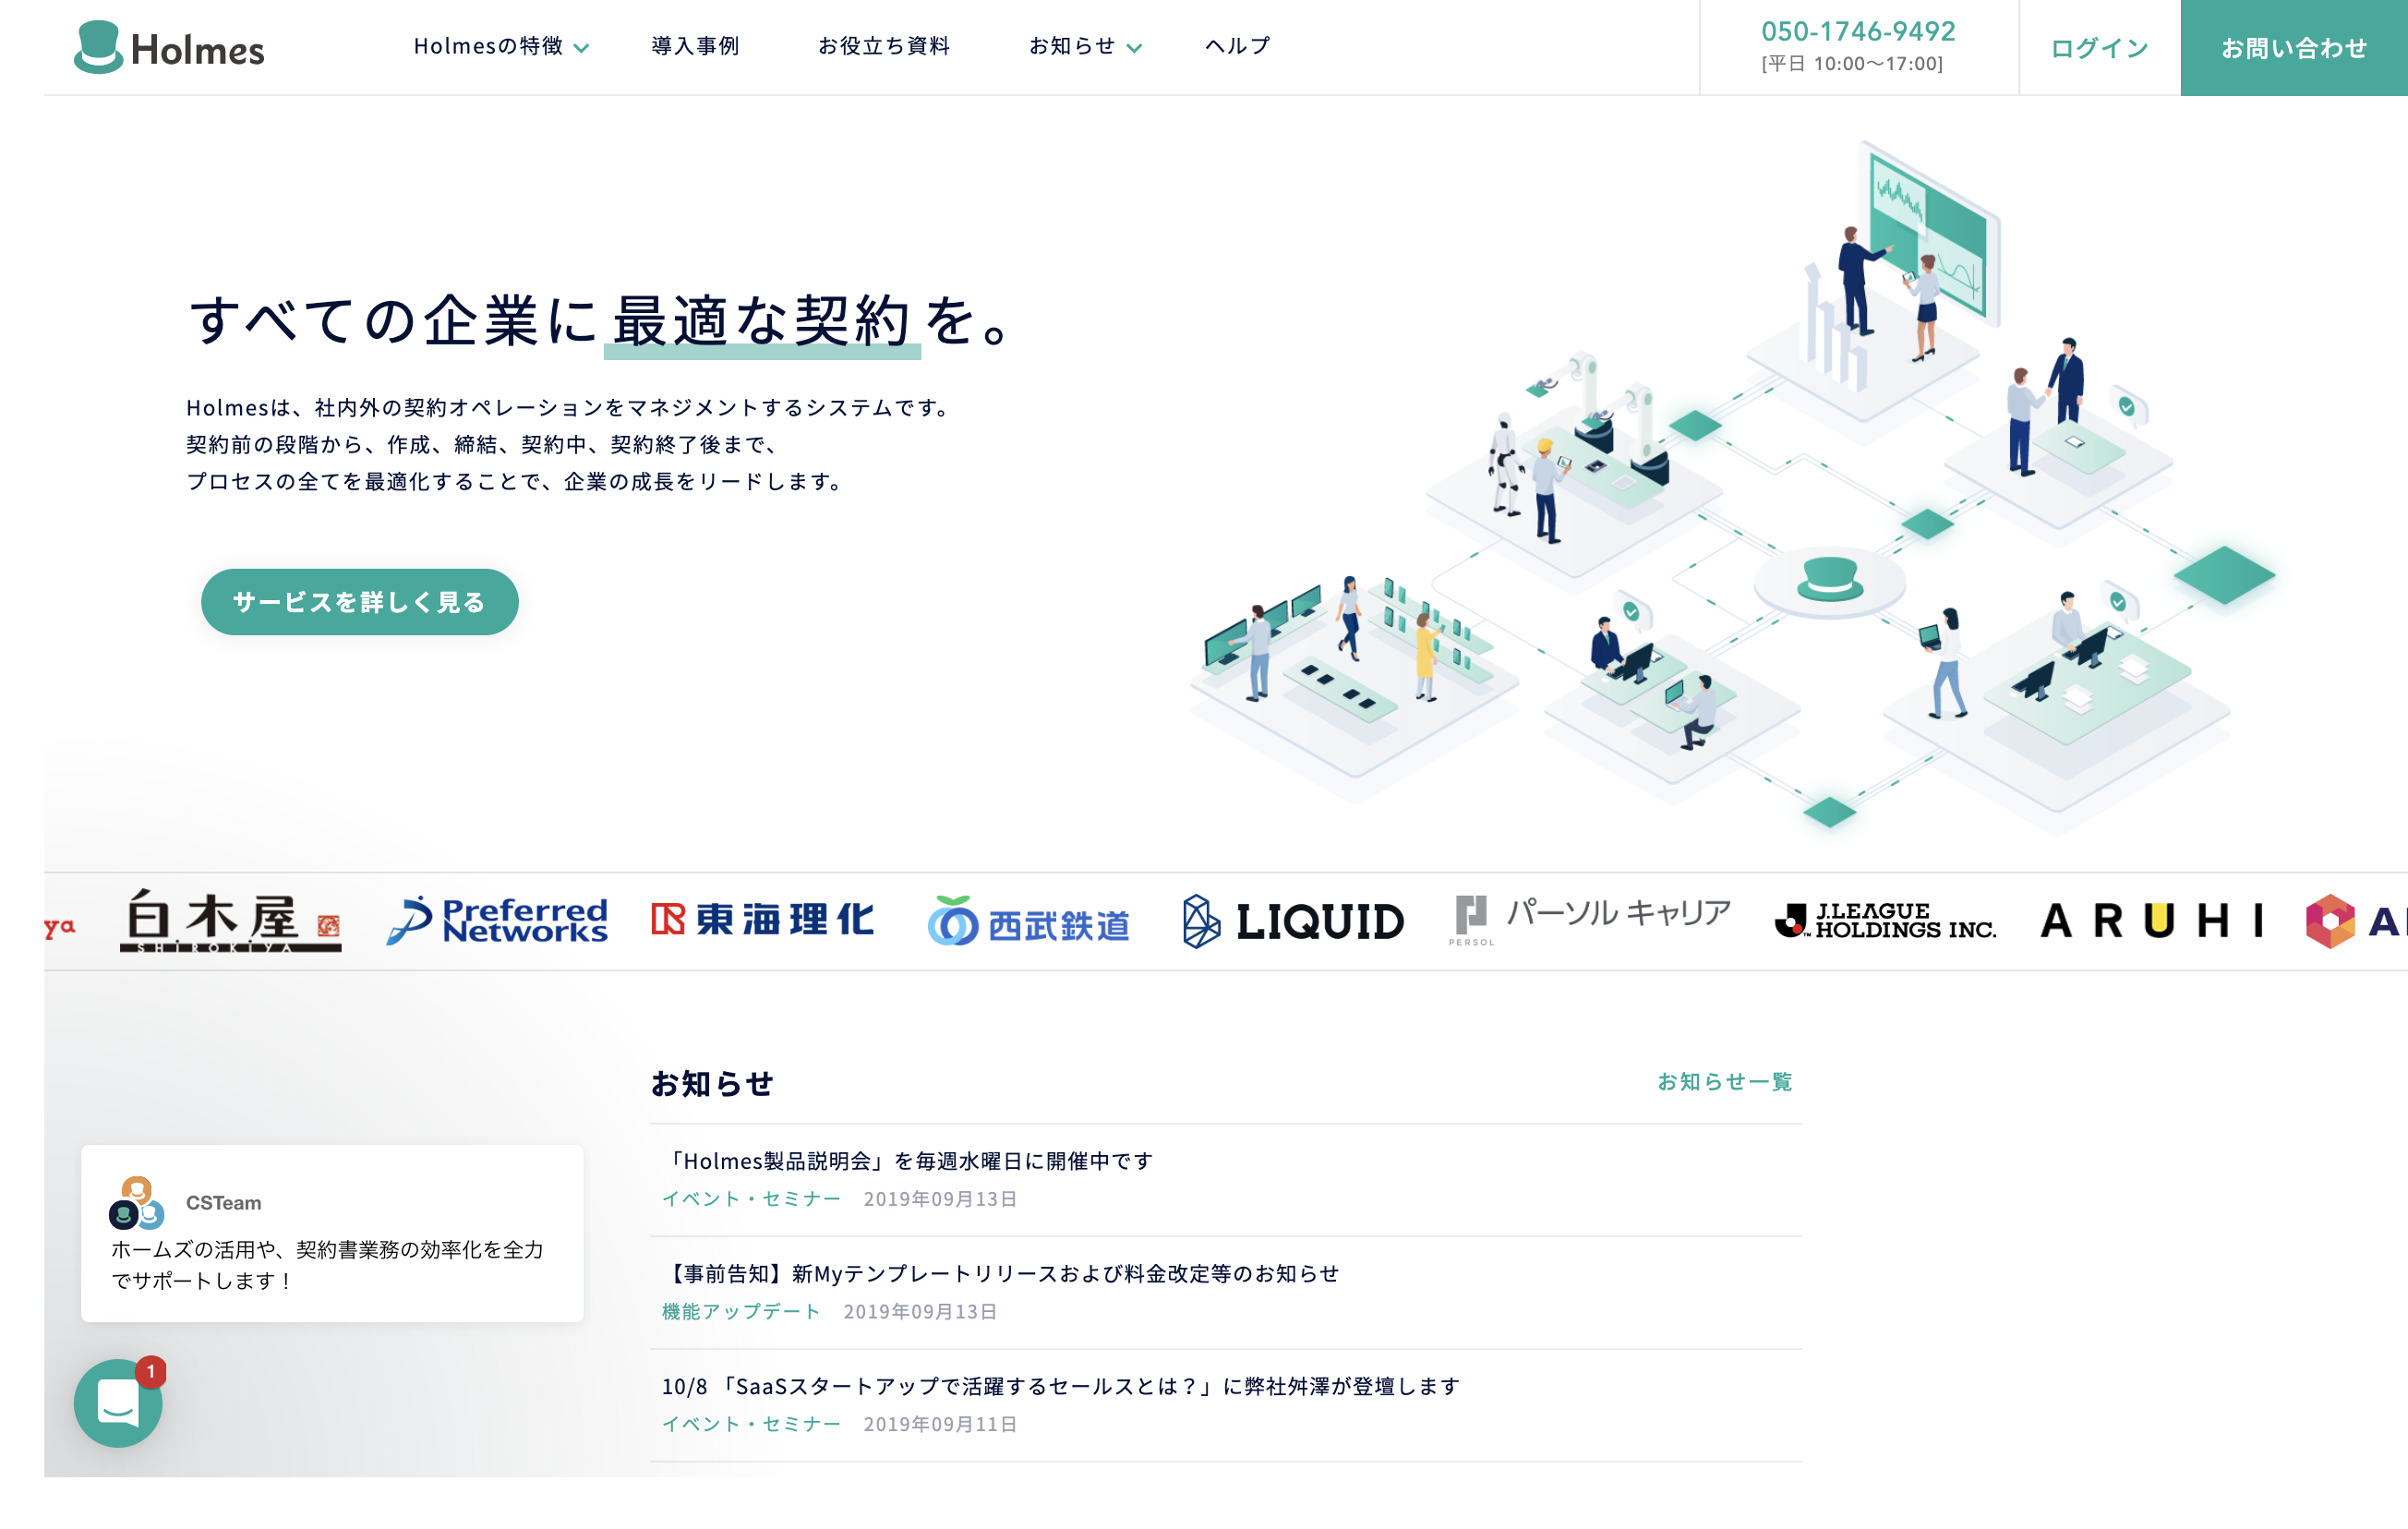 Holmes
Holmesの特徴
導入事例
お役立ち資料
お知らせ
ヘルプ
050-1746-9492
[平日 10:00〜17:00]
ログイン
お問い合わせ
すべての企業に最適な契約を。
Holmesは、社内外の契約オペレーションをマネジメントするシステムです。
契約前の段階から、作成、締結、契約中、契約終了後まで、
プロセスの全てを最適化することで、企業の成長をリードします。
サービスを詳しく見る
ya
白木屋
SHIROKIYA
Preferred
Networks
東海理化
西武鉄道
LIQUID
PERSOL
パーソル キャリア
J.LEAGUE
HOLDINGS INC.
ARUHI
お知らせ
お知らせ一覧
「Holmes製品説明会」を毎週水曜日に開催中です
イベント・セミナー 2019年09月13日
【事前告知】新Myテンプレートリリースおよび料金改定等のお知らせ
機能アップデート 2019年09月13日
10/8 「SaaSスタートアップで活躍するセールスとは？」に弊社舛澤が登壇します
イベント・セミナー 2019年09月11日
CSTeam
ホームズの活用や、契約書業務の効率化を全力
でサポートします！
1